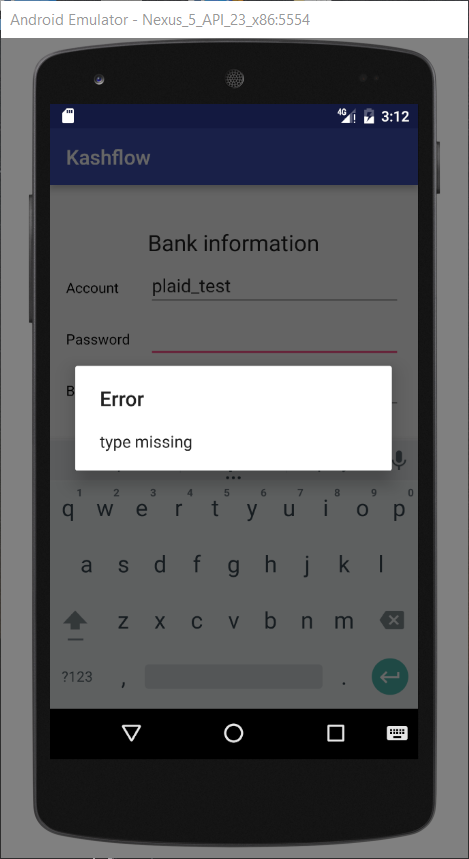 Android Emulator - Nexus_5_API_23_x86:5554
4G 3:12
Kashflow
Bank information
Account plaid_test
Password
B
Error
type missing
1 2 3 4 5 6 7 8 9 0
q w e r t y u i o p
a s d f g h j k l
z x c v b n m
?123 , .